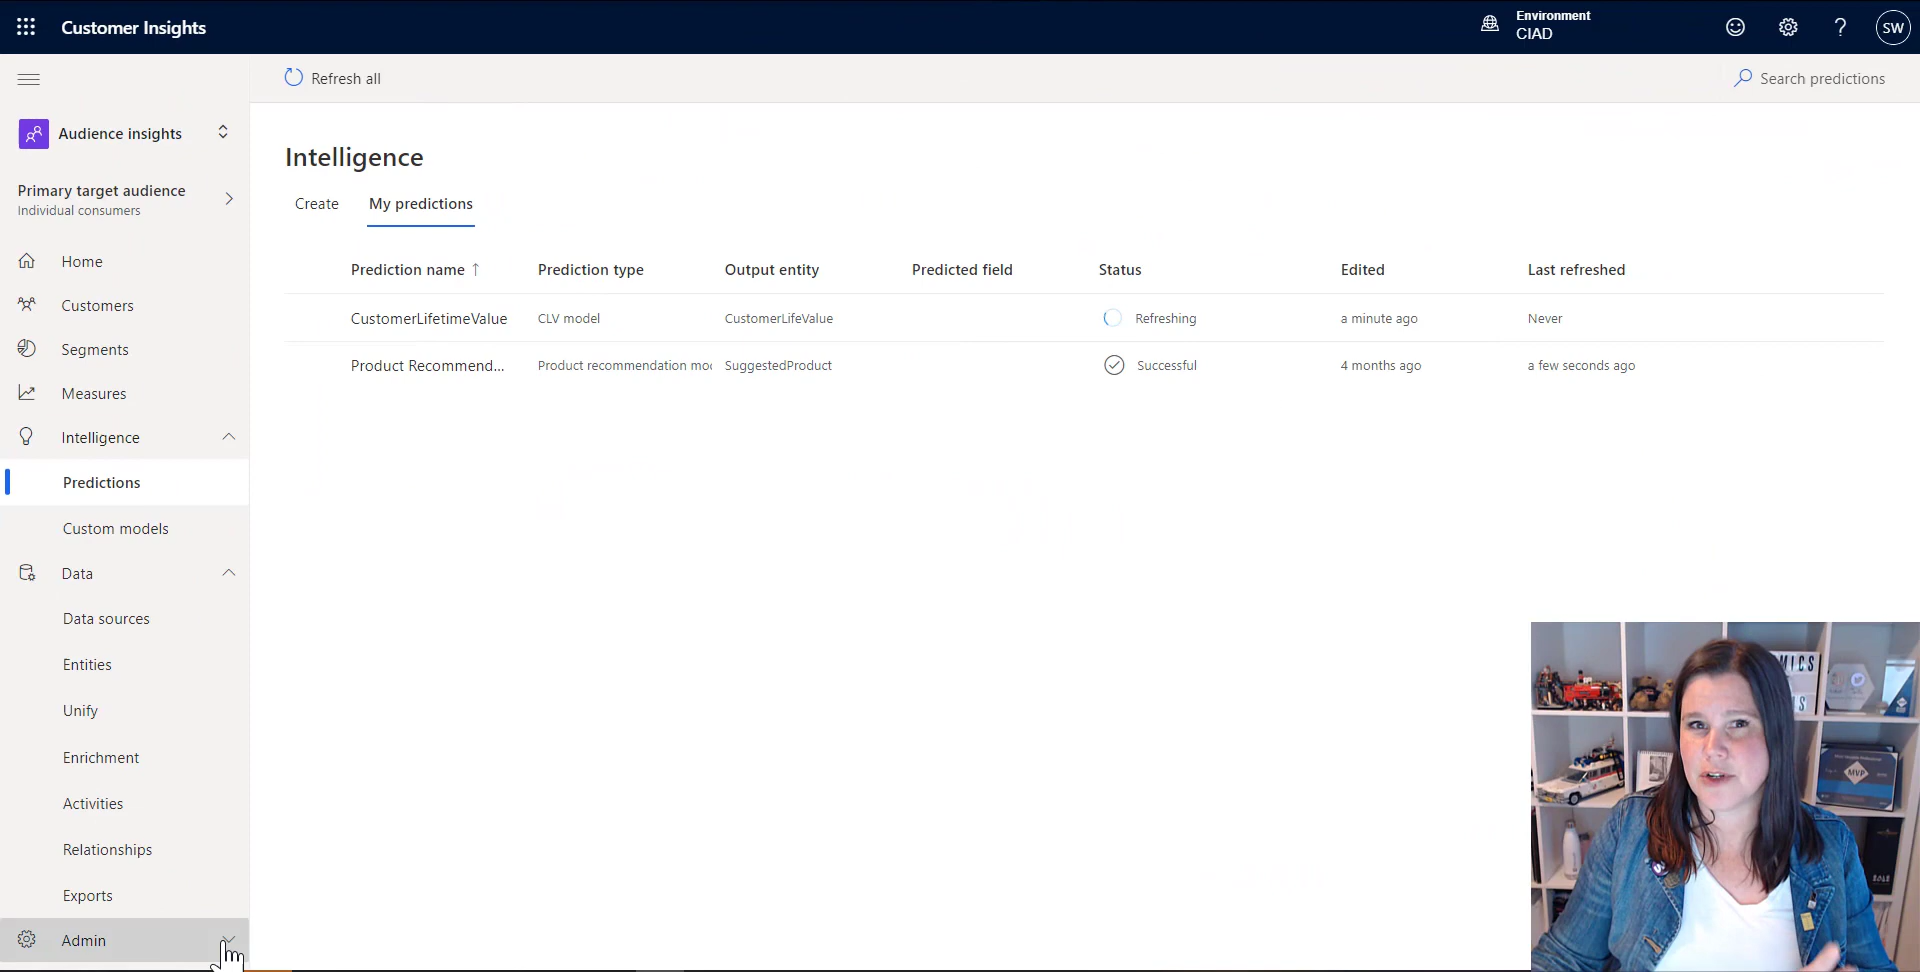 Customer Insights
Environment
CIAD
?
SW
Refresh all
Search predictions
Audience insights
Primary target audience
Individual consumers
Home
Customers
Segments
Measures
Intelligence
Predictions
Custom models
Data
Data sources
Entities
Unify
Enrichment
Activities
Relationships
Exports
Admin
Intelligence
Create My predictions
Prediction name ↑ Prediction type Output entity Predicted field Status Edited Last refreshed
CustomerLifetimeValue CLV model CustomerLifeValue Refreshing a minute ago Never
Product Recommend... Product recommendation moc SuggestedProduct Successful 4 months ago a few seconds ago
MICS
MVP